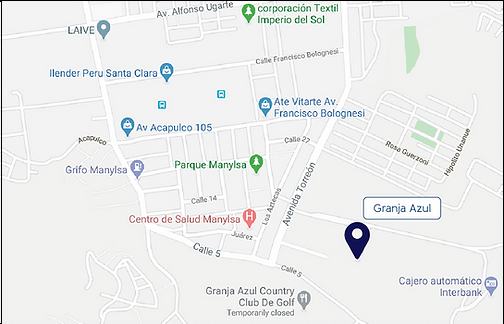 corporación Textil
Imperio del Sol
Av. Alfonso Ugarte
LAIVE
Calle Francisco Bolognesi
Ilender Peru Santa Clara
Ate Vitarte Av.
Francisco Bolognesi
Av Acapulco 105
Acapulco
Calle 22
Rosa Guerzoni
Hipolito Unanue
Parque Manylsa
Grifo Manylsa
Avenida Torreón
Calle 14
Los Aztecas
Granja Azul
Centro de Salud Manylsa
Juárez
Calle 5
Calle 5
Granja Azul Country
Club De Golf
Temporarily closed
Cajero automático
Interbank